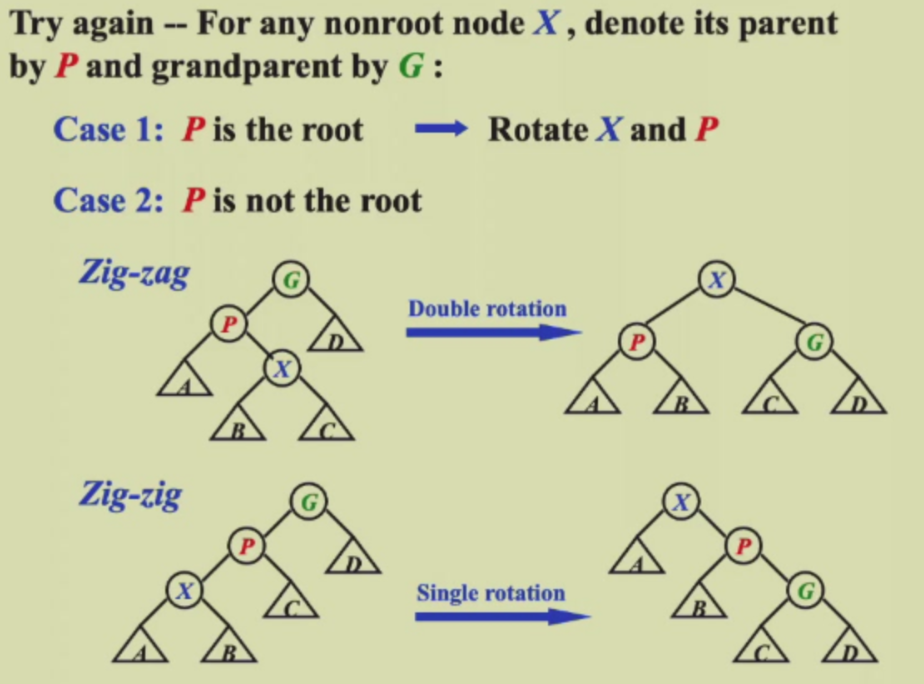 Try again -- For any nonroot node X , denote its parent
by P and grandparent by G :
Case 1: P is the root Rotate X and P
Case 2: P is not the root
Zig-zag
G
P
D
X
A
B
C
Double rotation
X
P
G
A
B
C
D
Zig-zig
G
P
D
X
C
A
B
Single rotation
X
A
P
B
G
C
D